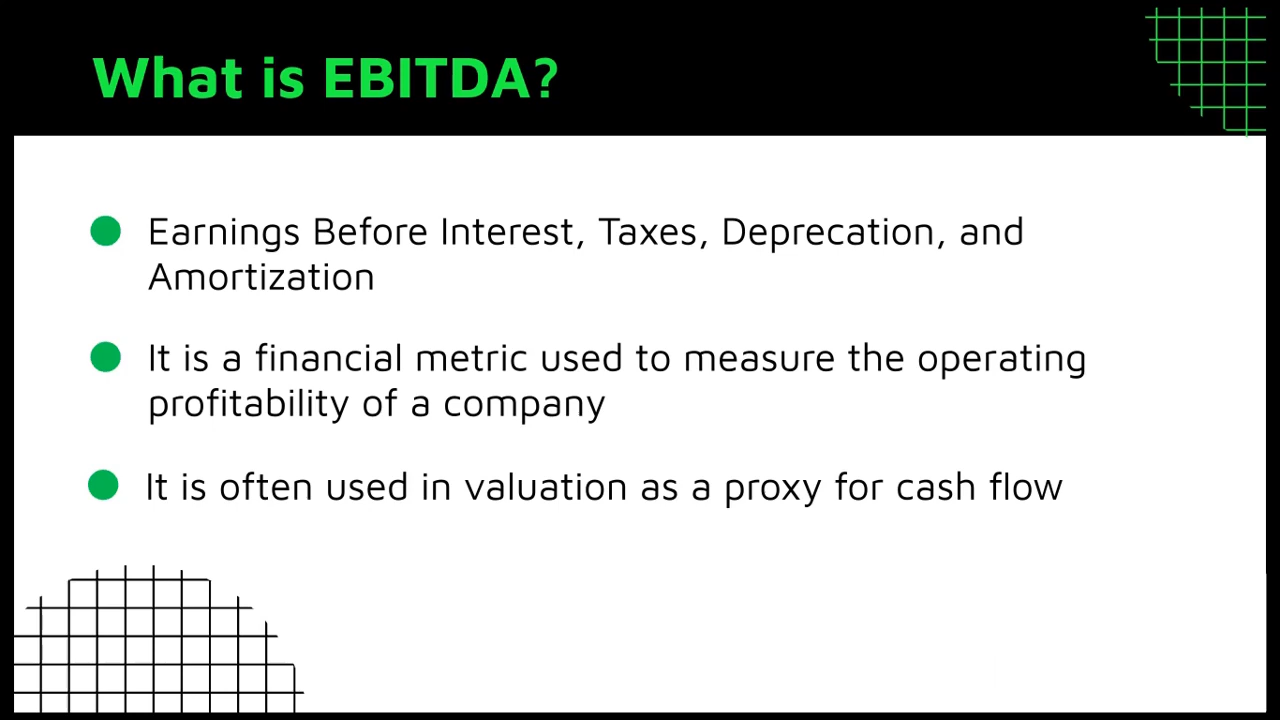 What is EBITDA?
Earnings Before Interest, Taxes, Deprecation, and
Amortization
It is a financial metric used to measure the operating
profitability of a company
It is often used in valuation as a proxy for cash flow